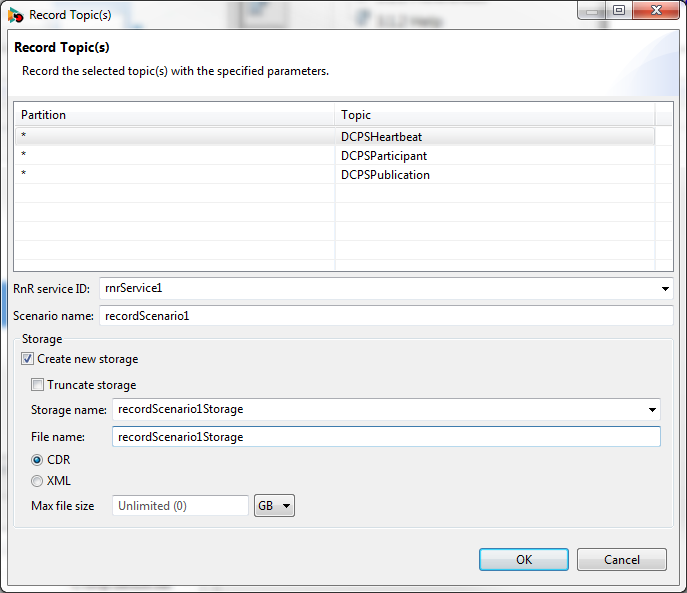 Record Topic(s)
Record Topic(s)
Record the selected topic(s) with the specified parameters.
Partition Topic
* DCPSHeartbeat
* DCPSParticipant
* DCPSPublication
RnR service ID: rnrService1
Scenario name: recordScenario1
Storage
Create new storage
Truncate storage
Storage name: recordScenario1Storage
File name: recordScenario1Storage
CDR
XML
Max file size Unlimited (0) GB
OK Cancel